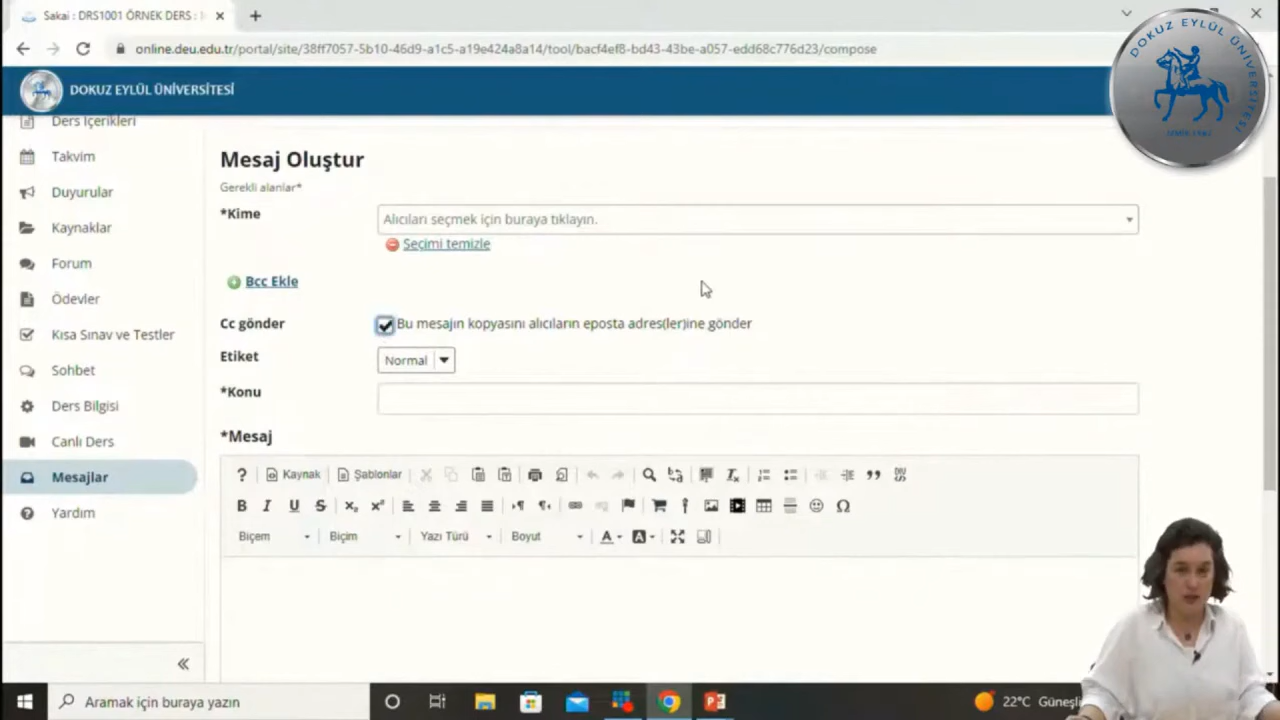 Sakai : DRS1001 ÖRNEK DERS :
online.deu.edu.tr/portal/site/38ff7057-5b10-46d9-a1c5-a19e424a8a14/tool/bacf4ef8-bd43-43be-a057-edd68c776d23/compose
DOKUZ EYLÜL ÜNİVERSİTESİ
DOKUZ EYLÜL ÜNİVERSİTESİ
Ders İçerikleri
Takvim
Duyurular
Kaynaklar
Forum
Ödevler
Kısa Sınav ve Testler
Sohbet
Ders Bilgisi
Canlı Ders
Mesajlar
Yardım
Mesaj Oluştur
Gerekli alanlar*
*Kime
Alıcıları seçmek için buraya tıklayın.
Seçimi temizle
Bcc Ekle
Cc gönder
Bu mesajın kopyasını alıcıların eposta adres(ler)ine gönder
Etiket
Normal
*Konu
*Mesaj
Kaynak
Şablonlar
Biçem
Biçim
Yazı Türü
Boyut
Aramak için buraya yazın
22°C Güneşli